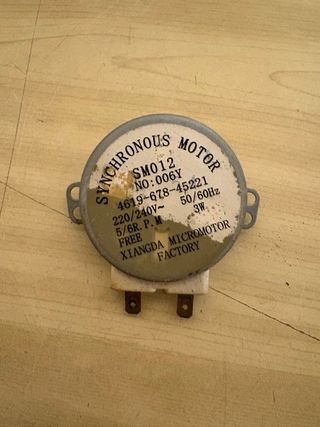 SYNCHRONOUS MOTOR
SM012
NO:006Y
4619-678-45221
220/240V~ 50/60Hz
5/6R.P.M 3W
FREE
XIANGDA MICROMOTOR
FACTORY